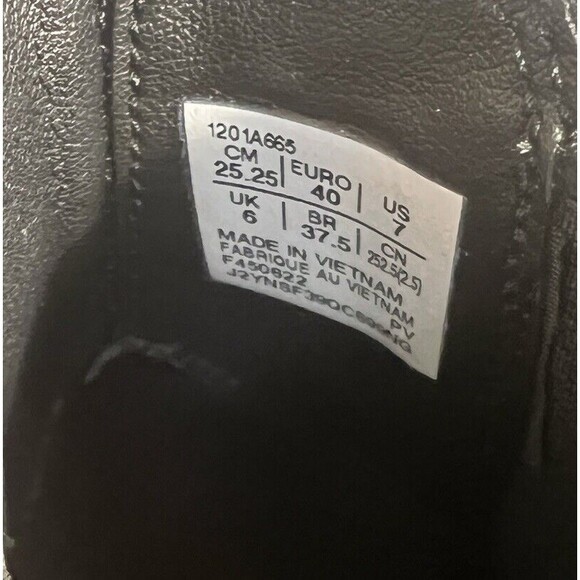 1201A665
CM | EURO | US
25.25 | 40 | 7
UK | BR | CN
6 | 37.5 | 252.5(2.5)
MADE IN VIETNAM
FABRIQUE AU VIETNAM
F450622 PV